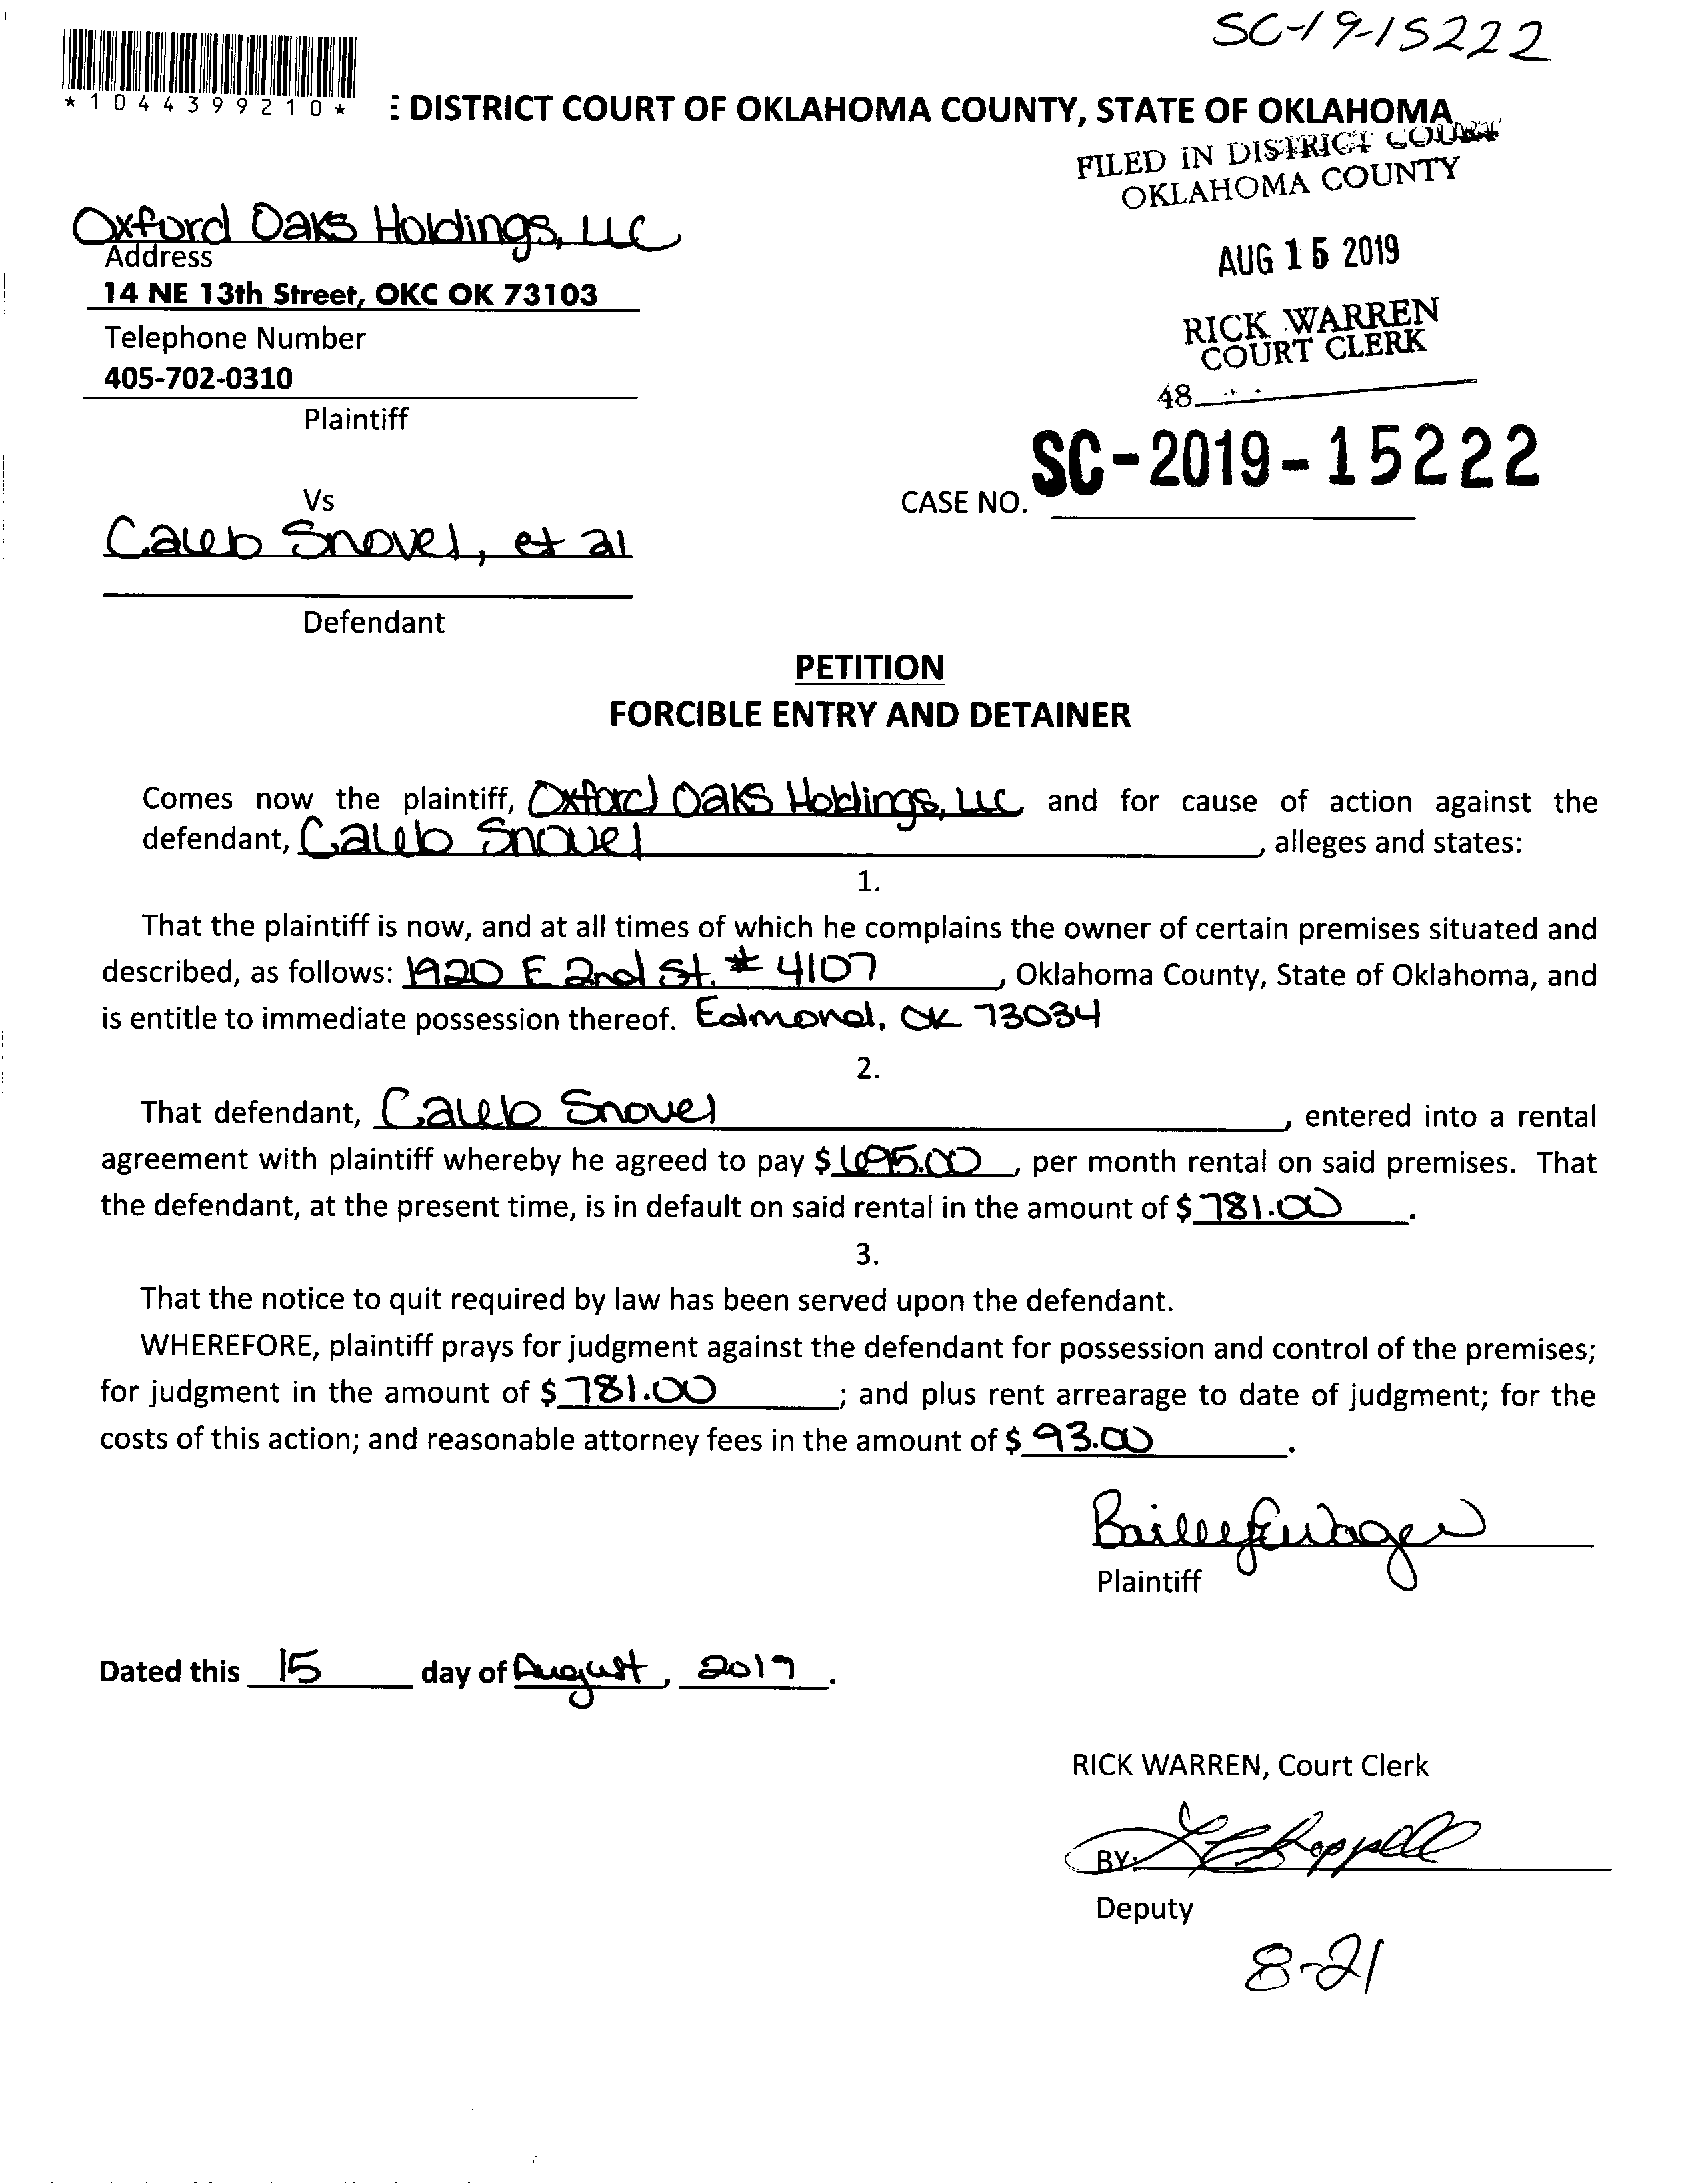 SC-19-15222
*1044399210*
: DISTRICT COURT OF OKLAHOMA COUNTY, STATE OF OKLAHOMA
FILED IN DISTRICT COURT
OKLAHOMA COUNTY
Oxford Oaks Holdings, LLC
Address
14 NE 13th Street, OKC OK 73103
AUG 15 2019
Telephone Number
405-702-0310
RICK WARREN
COURT CLERK
48
Plaintiff
SC-2019-15222
Vs
CASE NO.
Caleb Snovel, et al
Defendant
PETITION
FORCIBLE ENTRY AND DETAINER
Comes now the plaintiff, Oxford Oaks Holdings, LLC and for cause of action against the
defendant, Caleb Snovel, alleges and states:
1.
That the plaintiff is now, and at all times of which he complains the owner of certain premises situated and
described, as follows: 1920 E 2nd St. # 4107, Oklahoma County, State of Oklahoma, and
is entitle to immediate possession thereof. Edmond, OK 73034
2.
That defendant, Caleb Snovel, entered into a rental
agreement with plaintiff whereby he agreed to pay $ 695.00, per month rental on said premises. That
the defendant, at the present time, is in default on said rental in the amount of $ 781.00.
3.
That the notice to quit required by law has been served upon the defendant.
WHEREFORE, plaintiff prays for judgment against the defendant for possession and control of the premises;
for judgment in the amount of $ 781.00; and plus rent arrearage to date of judgment; for the
costs of this action; and reasonable attorney fees in the amount of $ 93.00.
Plaintiff
Dated this 15 day of August, 2019.
RICK WARREN, Court Clerk
BY:
Deputy
8-21